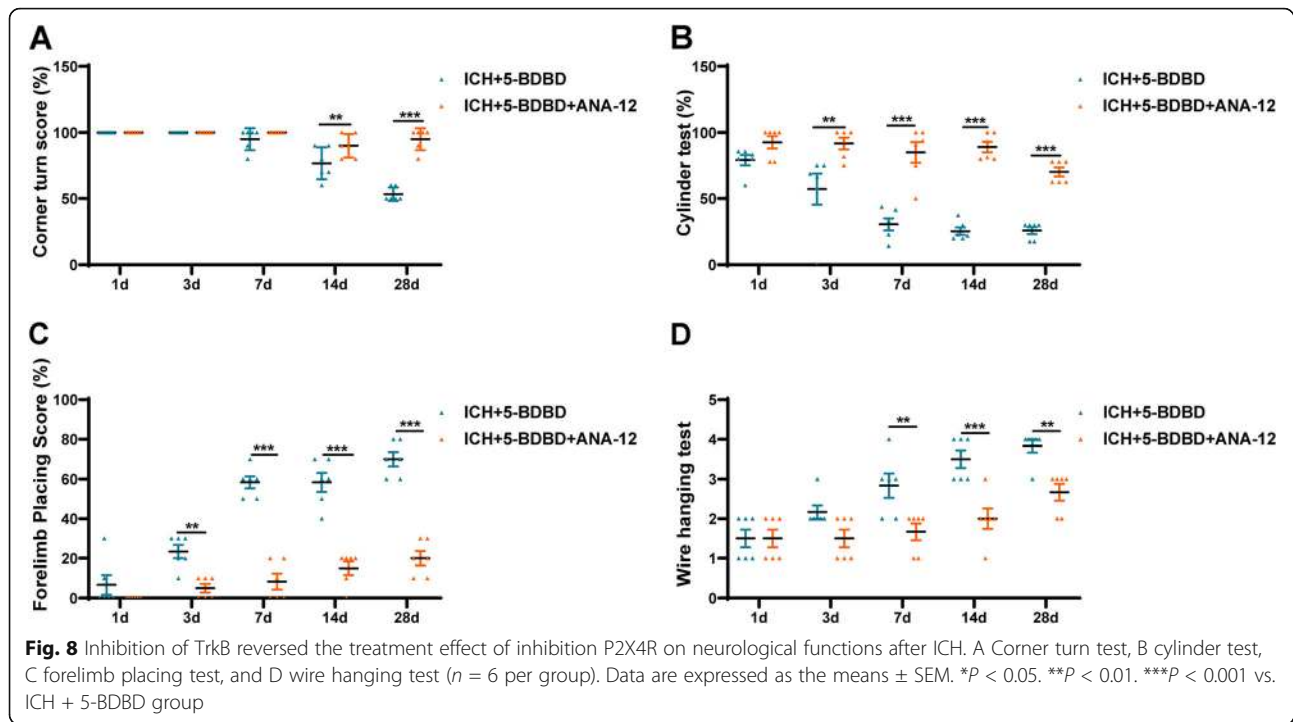 A
Corner turn score (%)
150
100
50
0
1d 3d 7d 14d 28d
** ***
ICH+5-BDBD
ICH+5-BDBD+ANA-12
B
Cylinder test (%)
150
100
50
0
1d 3d 7d 14d 28d
** *** *** ***
ICH+5-BDBD
ICH+5-BDBD+ANA-12
C
Forelimb Placing Score (%)
100
80
60
40
20
0
1d 3d 7d 14d 28d
** *** *** ***
ICH+5-BDBD
ICH+5-BDBD+ANA-12
D
Wire hanging test
5
4
3
2
1
1d 3d 7d 14d 28d
** *** **
ICH+5-BDBD
ICH+5-BDBD+ANA-12
Fig. 8 Inhibition of TrkB reversed the treatment effect of inhibition P2X4R on neurological functions after ICH. A Corner turn test, B cylinder test,
C forelimb placing test, and D wire hanging test (n = 6 per group). Data are expressed as the means ± SEM. *P < 0.05. **P < 0.01. ***P < 0.001 vs.
ICH + 5-BDBD group